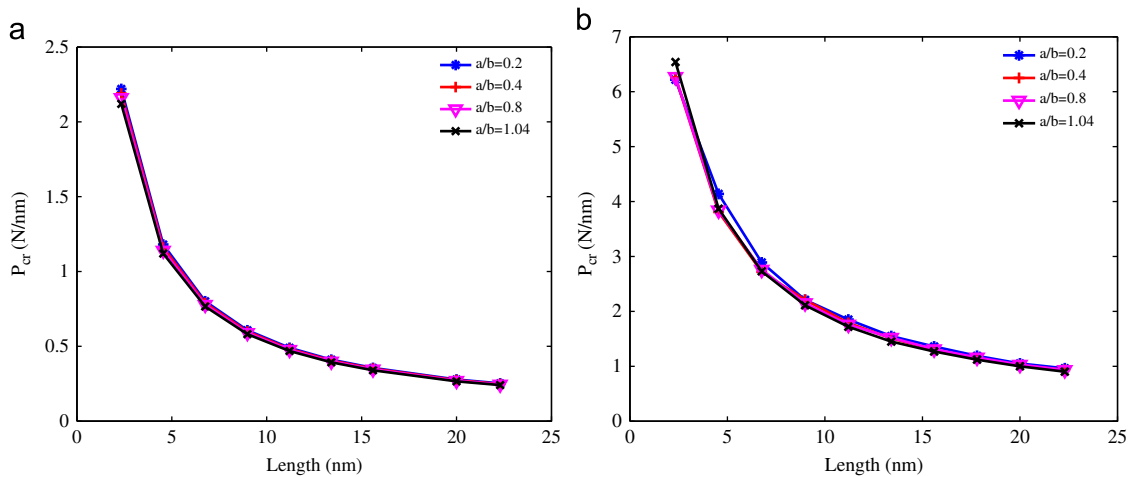 a
2.5
2
1.5
1
0.5
0
0 5 10 15 20 25
P_cr (N/nm)
Length (nm)
a/b=0.2
a/b=0.4
a/b=0.8
a/b=1.04
b
7
6
5
4
3
2
1
0
0 5 10 15 20 25
P_cr (N/nm)
Length (nm)
a/b=0.2
a/b=0.4
a/b=0.8
a/b=1.04